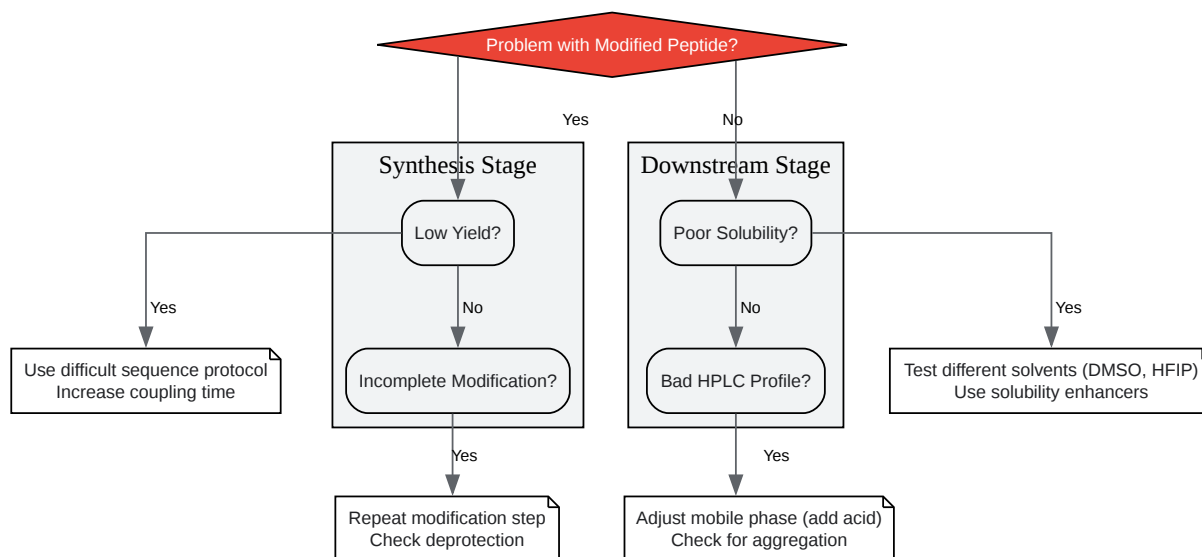 Problem with Modified Peptide?
Yes
No
Synthesis Stage
Downstream Stage
Low Yield?
Poor Solubility?
Yes
No
No
Yes
Use difficult sequence protocol
Increase coupling time
Incomplete Modification?
Bad HPLC Profile?
Test different solvents (DMSO, HFIP)
Use solubility enhancers
Yes
Yes
Repeat modification step
Check deprotection
Adjust mobile phase (add acid)
Check for aggregation